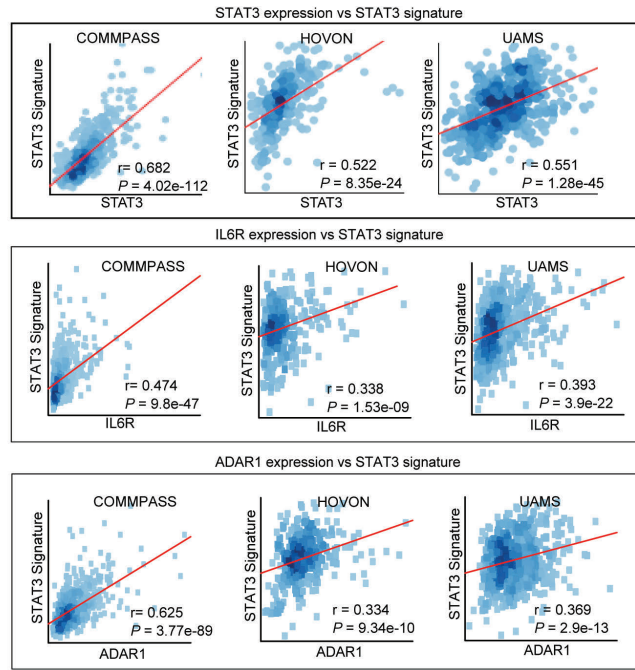 STAT3 expression vs STAT3 signature
COMMPASS
STAT3 Signature
r= 0.682
P = 4.02e-112
STAT3
HOVON
STAT3 Signature
r= 0.522
P = 8.35e-24
STAT3
UAMS
STAT3 Signature
r= 0.551
P = 1.28e-45
STAT3
IL6R expression vs STAT3 signature
COMMPASS
STAT3 Signature
r= 0.474
P = 9.8e-47
IL6R
HOVON
STAT3 Signature
r= 0.338
P = 1.53e-09
IL6R
UAMS
STAT3 Signature
r= 0.393
P = 3.9e-22
IL6R
ADAR1 expression vs STAT3 signature
COMMPASS
STAT3 Signature
r= 0.625
P = 3.77e-89
ADAR1
HOVON
STAT3 Signature
r= 0.334
P = 9.34e-10
ADAR1
UAMS
STAT3 Signature
r= 0.369
P = 2.9e-13
ADAR1